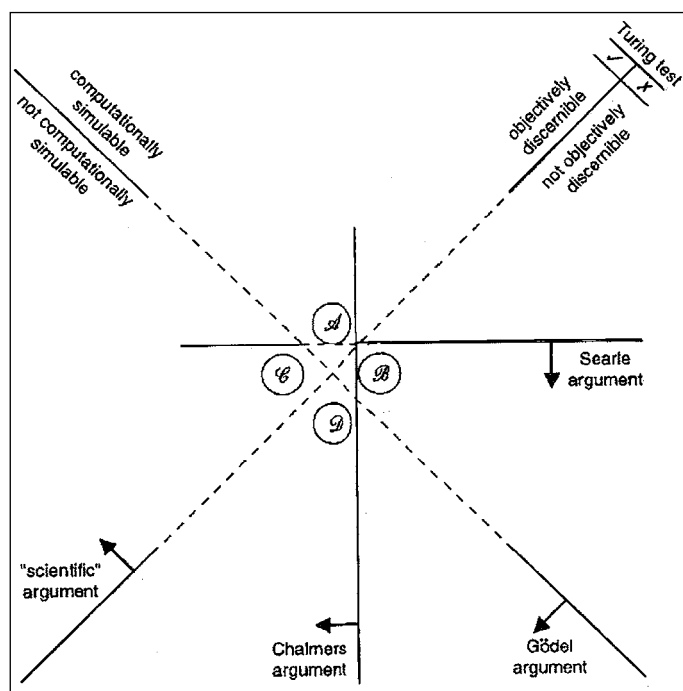 Turing test
✓ ✗
computationally
simulable
not computationally
simulable
objectively
discernible
not objectively
discernible
𝒜
𝒞
ℬ
𝒟
Searle
argument
"scientific"
argument
Chalmers
argument
Gödel
argument